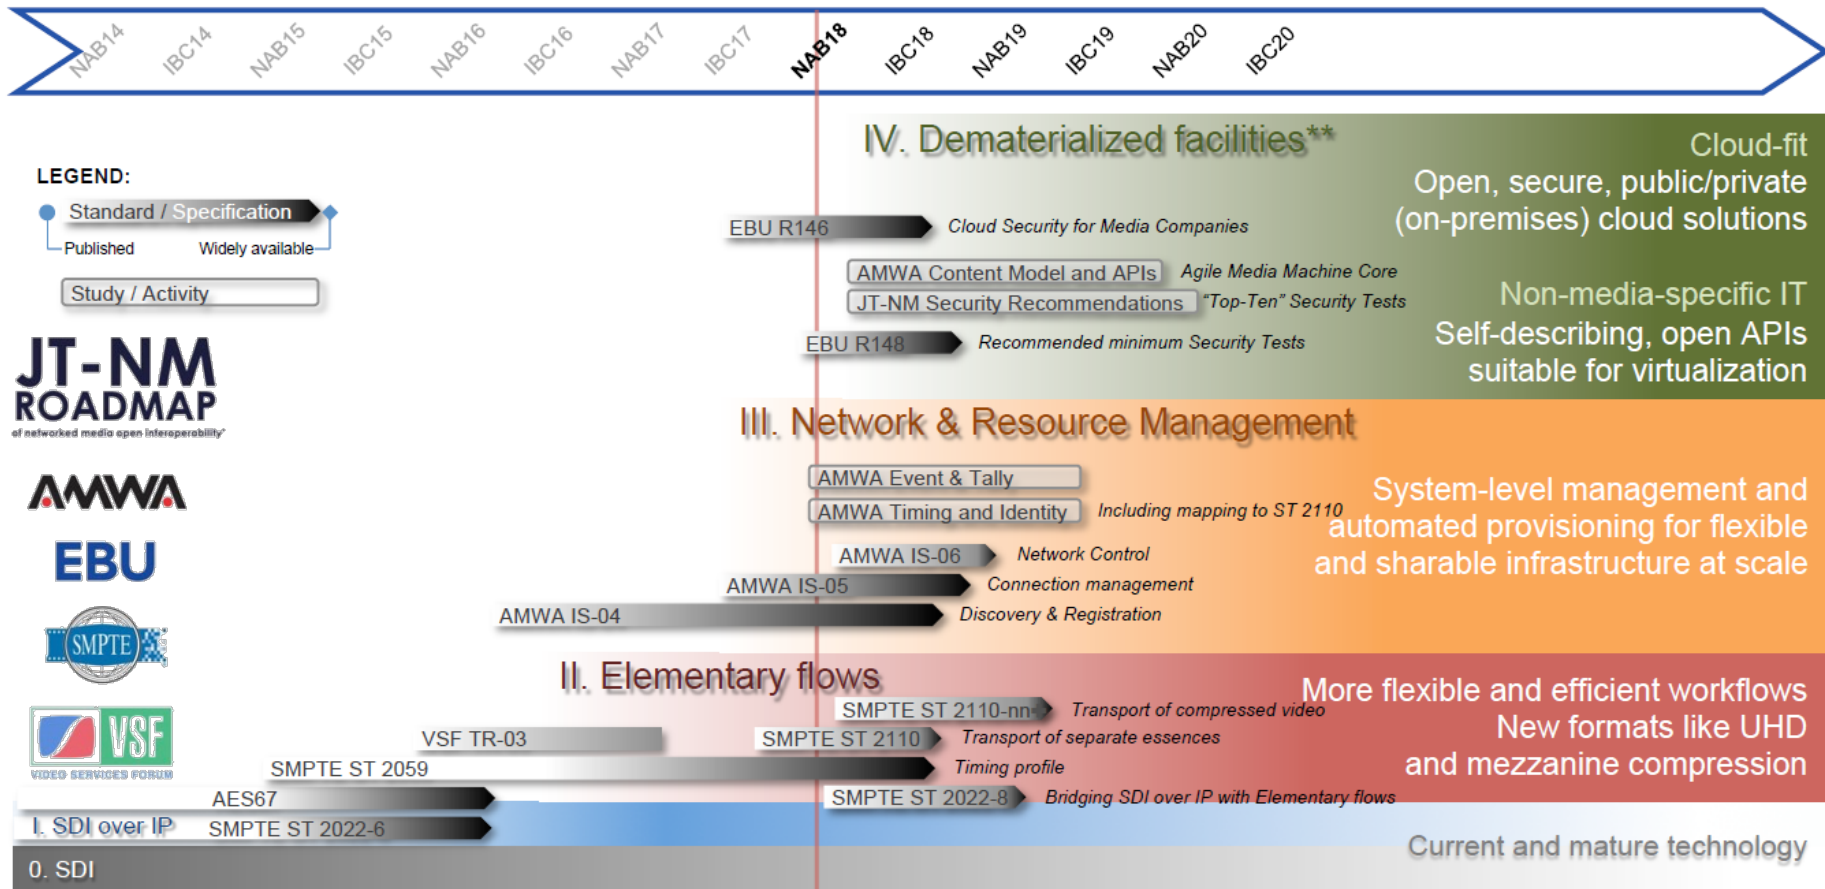 NAB14 IBC14 NAB15 IBC15 NAB16 IBC16 NAB17 IBC17 NAB18 IBC18 NAB19 IBC19 NAB20 IBC20
IV. Dematerialized facilities**
Cloud-fit
Open, secure, public/private
(on-premises) cloud solutions
LEGEND:
Standard / Specification
Published
Widely available
Study / Activity
EBU R146 Cloud Security for Media Companies
AMWA Content Model and APIs Agile Media Machine Core
JT-NM Security Recommendations "Top-Ten" Security Tests
EBU R148 Recommended minimum Security Tests
Non-media-specific IT
Self-describing, open APIs
suitable for virtualization
JT-NM
ROADMAP
of networked media open interoperability*
AMWA
EBU
SMPTE
VSF
VIDEO SERVICES FORUM
III. Network & Resource Management
AMWA Event & Tally
AMWA Timing and Identity Including mapping to ST 2110
AMWA IS-06 Network Control
AMWA IS-05 Connection management
AMWA IS-04 Discovery & Registration
System-level management and
automated provisioning for flexible
and sharable infrastructure at scale
II. Elementary flows
SMPTE ST 2110-nn Transport of compressed video
VSF TR-03 SMPTE ST 2110 Transport of separate essences
SMPTE ST 2059 Timing profile
AES67 SMPTE ST 2022-8 Bridging SDI over IP with Elementary flows
More flexible and efficient workflows
New formats like UHD
and mezzanine compression
I. SDI over IP SMPTE ST 2022-6
Current and mature technology
0. SDI